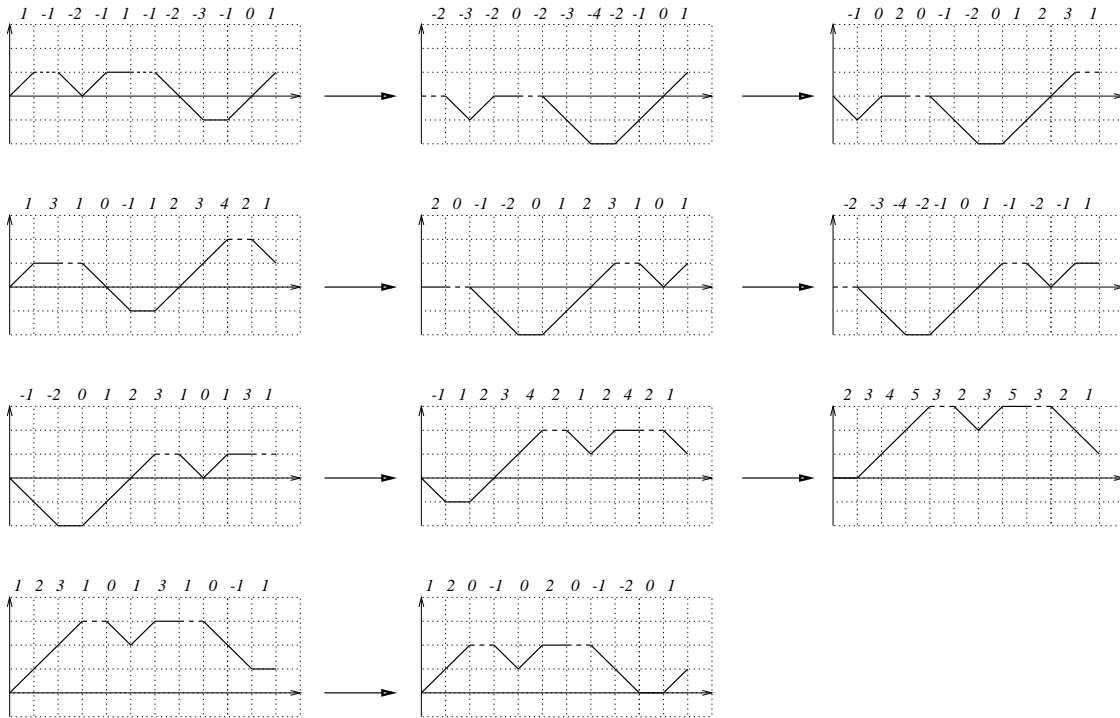 1 -1 -2 -1 1 -1 -2 -3 -1 0 1
-2 -3 -2 0 -2 -3 -4 -2 -1 0 1
-1 0 2 0 -1 -2 0 1 2 3 1
1 3 1 0 -1 1 2 3 4 2 1
2 0 -1 -2 0 1 2 3 1 0 1
-2 -3 -4 -2 -1 0 1 -1 -2 -1 1
-1 -2 0 1 2 3 1 0 1 3 1
-1 1 2 3 4 2 1 2 4 2 1
2 3 4 5 3 2 3 5 3 2 1
1 2 3 1 0 1 3 1 0 -1 1
1 2 0 -1 0 2 0 -1 -2 0 1